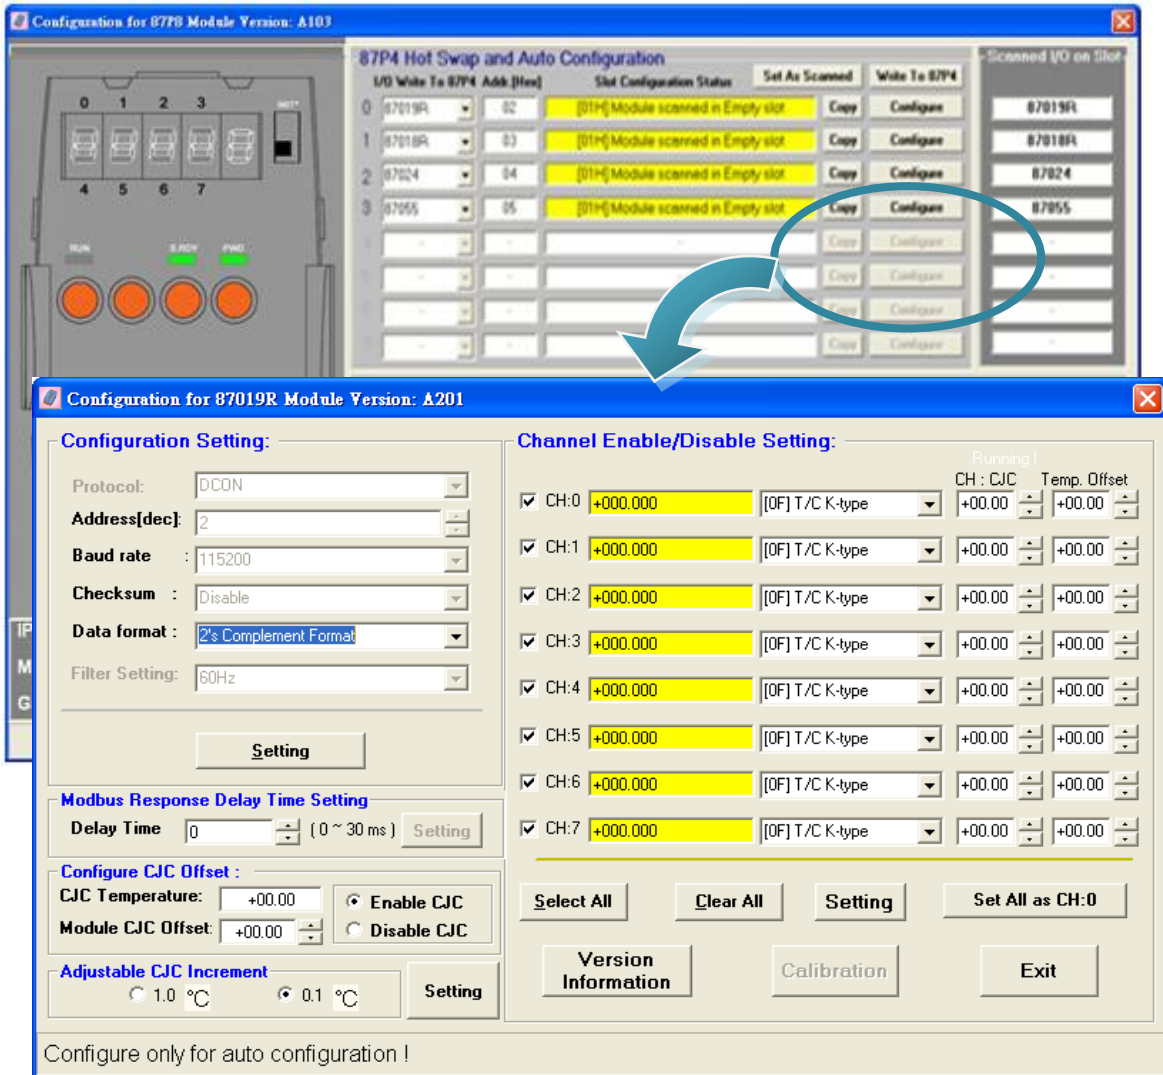 Configuration for 87P8 Module Version: A103
87P4 Hot Swap and Auto Configuration
Scanned I/O on Slot
I/O Write To 87P4 Addr.[Hex] Slot Configuration Status Set As Scanned Write To 87P4
0 1 2 3
4 5 6 7
RUN S.RDY PWD
0 87019R 02 [01H]Module scanned in Empty slot Copy Configure 87019R
1 87018R 03 [01H]Module scanned in Empty slot Copy Configure 87018R
2 87024 04 [01H]Module scanned in Empty slot Copy Configure 87024
3 87055 05 [01H]Module scanned in Empty slot Copy Configure 87055
- - - Copy Configure -
- - Copy Configure -
- - Configure -
- - Copy Configure -
IP
M
G
Configuration for 87019R Module Version: A201
Configuration Setting:
Protocol: DCON
Address[dec]: 2
Baud rate : 115200
Checksum : Disable
Data format : 2's Complement Format
Filter Setting: 60Hz
Setting
Modbus Response Delay Time Setting
Delay Time 0 ( 0 ~ 30 ms ) Setting
Configure CJC Offset :
CJC Temperature: +00.00 Enable CJC
Module CJC Offset: +00.00 Disable CJC
Adjustable CJC Increment
1.0 °C 0.1 °C Setting
Channel Enable/Disable Setting:
Running !
CH : CJC Temp. Offset
CH:0 +000.000 [0F] T/C K-type +00.00 +00.00
CH:1 +000.000 [0F] T/C K-type +00.00 +00.00
CH:2 +000.000 [0F] T/C K-type +00.00 +00.00
CH:3 +000.000 [0F] T/C K-type +00.00 +00.00
CH:4 +000.000 [0F] T/C K-type +00.00 +00.00
CH:5 +000.000 [0F] T/C K-type +00.00 +00.00
CH:6 +000.000 [0F] T/C K-type +00.00 +00.00
CH:7 +000.000 [0F] T/C K-type +00.00 +00.00
Select All Clear All Setting Set All as CH:0
Version Information Calibration Exit
Configure only for auto configuration !